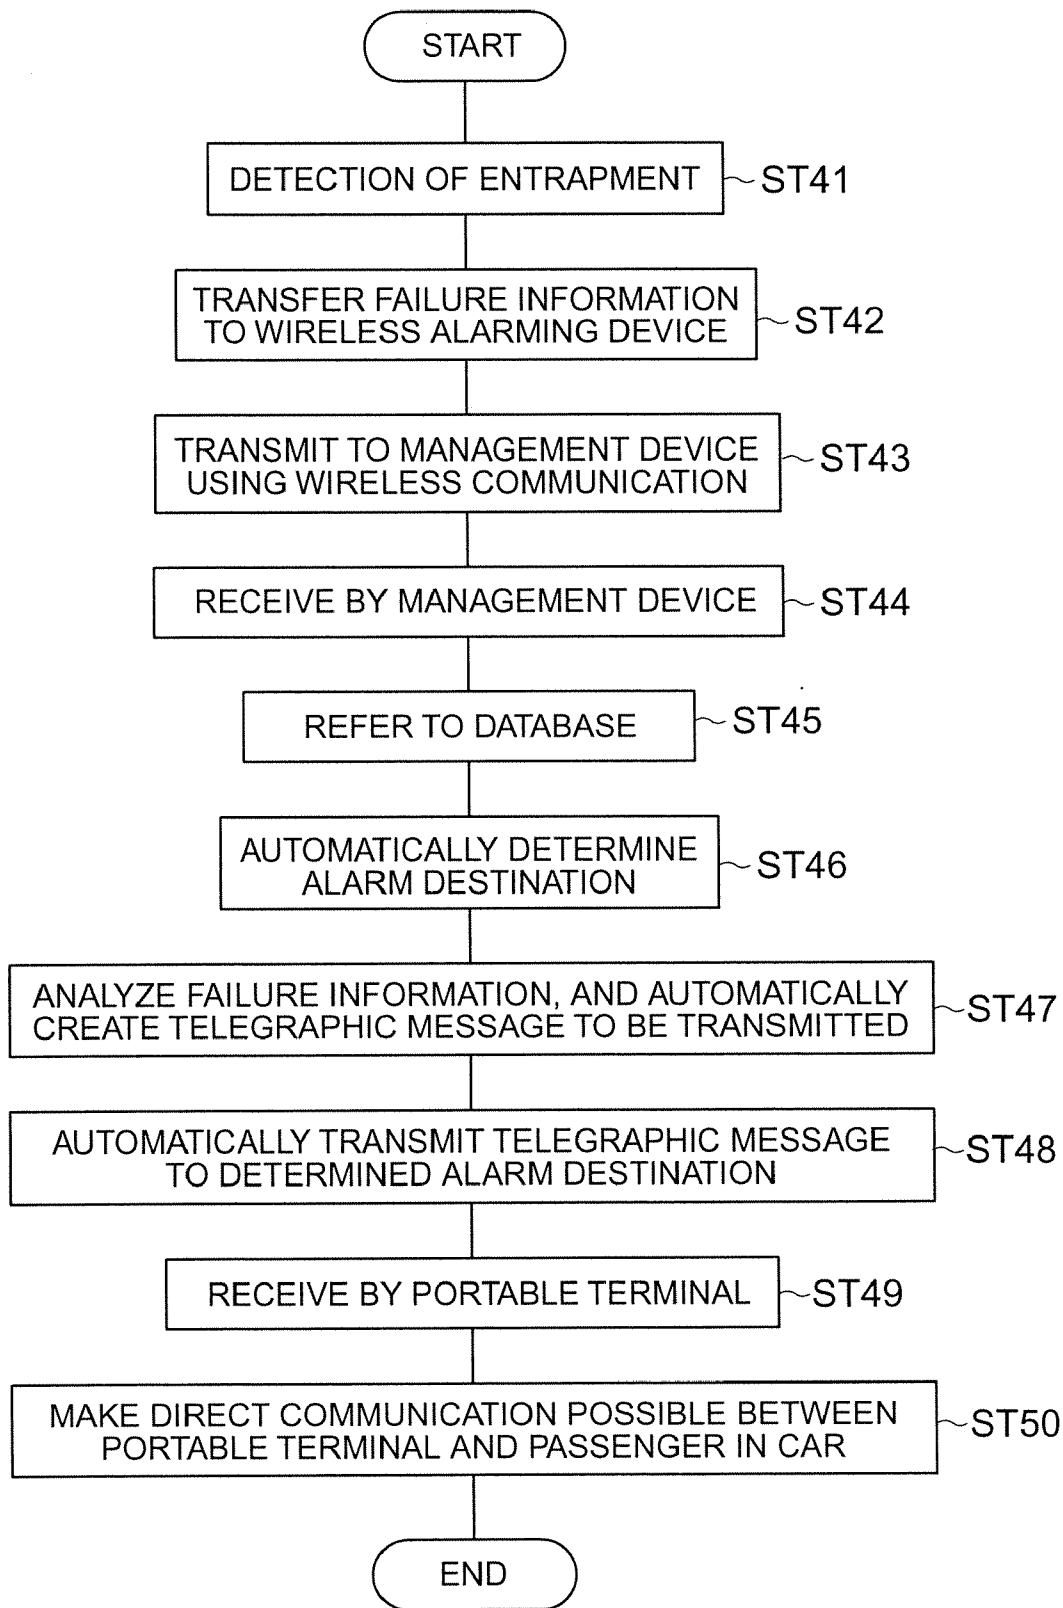 START
DETECTION OF ENTRAPMENT
ST41
TRANSFER FAILURE INFORMATION
TO WIRELESS ALARMING DEVICE
ST42
TRANSMIT TO MANAGEMENT DEVICE
USING WIRELESS COMMUNICATION
ST43
RECEIVE BY MANAGEMENT DEVICE
ST44
REFER TO DATABASE
ST45
AUTOMATICALLY DETERMINE
ALARM DESTINATION
ST46
ANALYZE FAILURE INFORMATION, AND AUTOMATICALLY
CREATE TELEGRAPHIC MESSAGE TO BE TRANSMITTED
ST47
AUTOMATICALLY TRANSMIT TELEGRAPHIC MESSAGE
TO DETERMINED ALARM DESTINATION
ST48
RECEIVE BY PORTABLE TERMINAL
ST49
MAKE DIRECT COMMUNICATION POSSIBLE BETWEEN
PORTABLE TERMINAL AND PASSENGER IN CAR
ST50
END